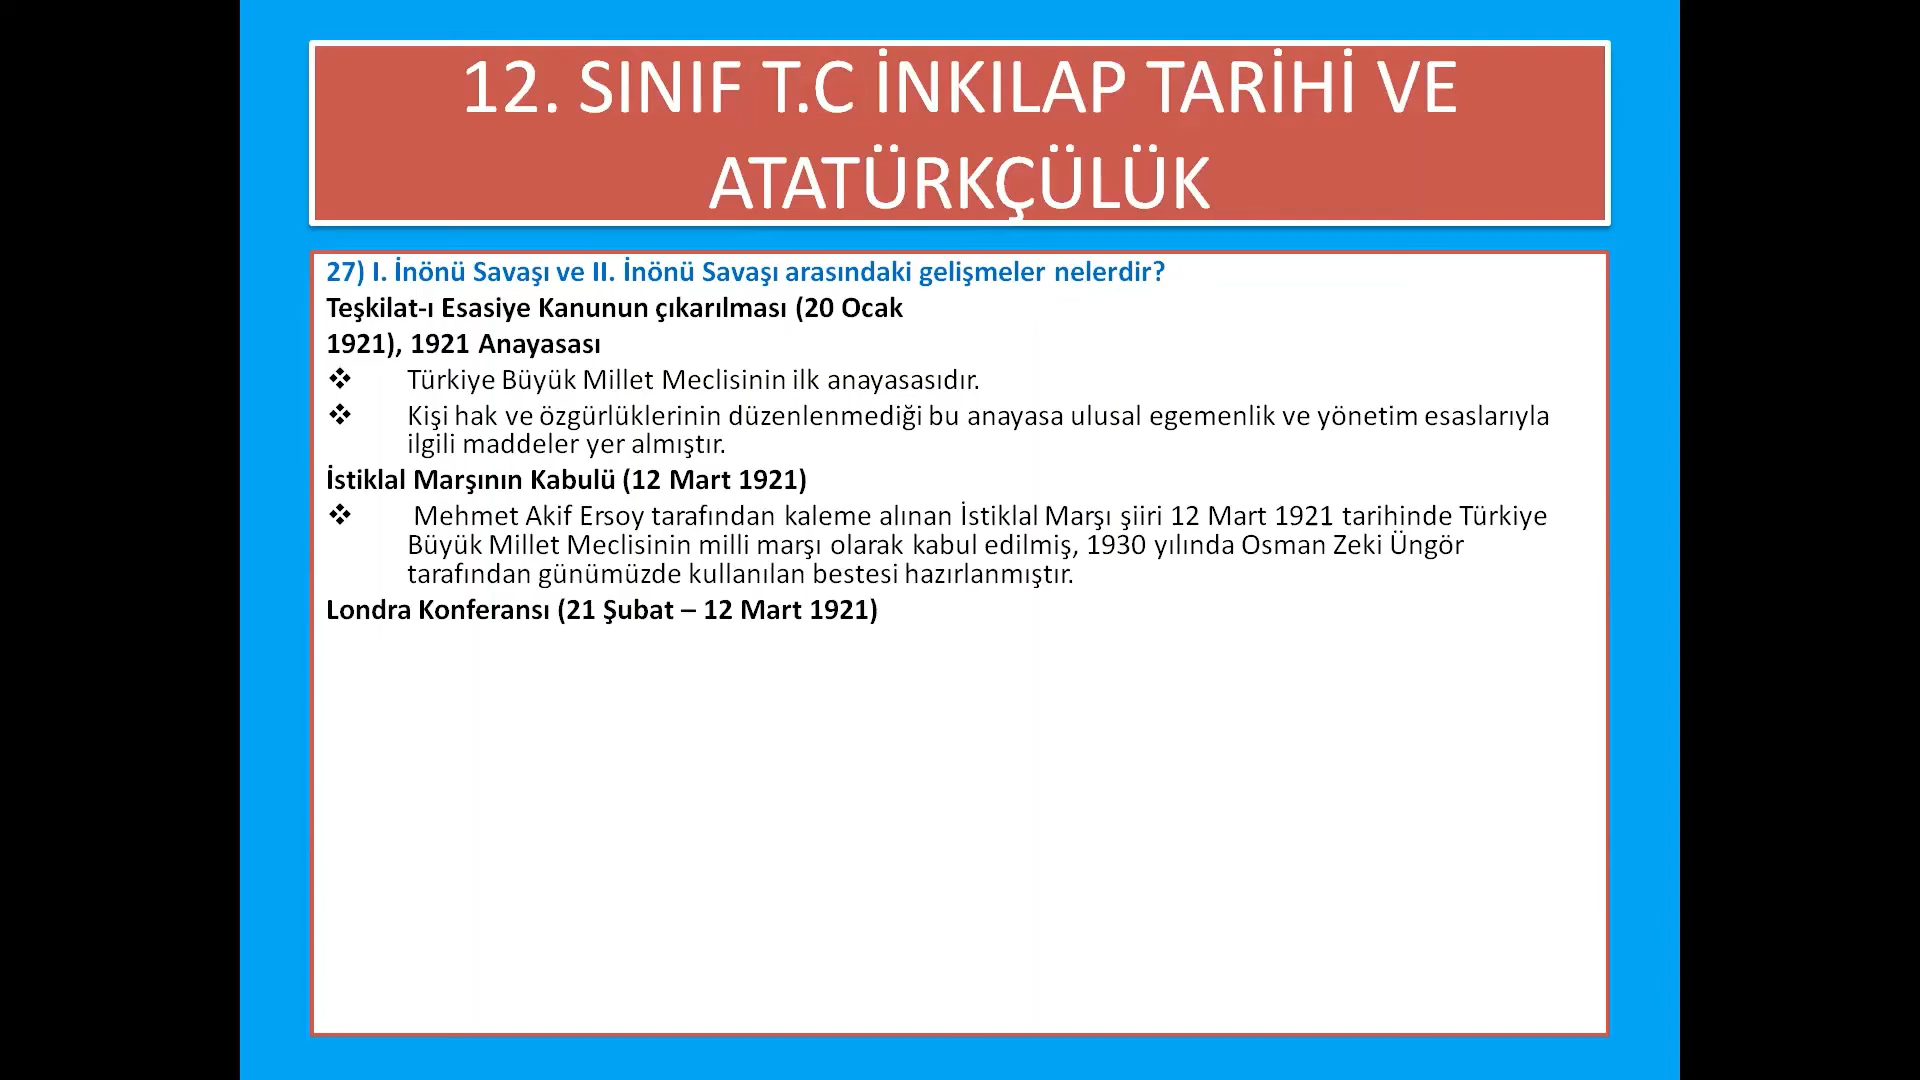 12. SINIF T.C İNKILAP TARİHİ VE
ATATÜRKÇÜLÜK
27) I. İnönü Savaşı ve II. İnönü Savaşı arasındaki gelişmeler nelerdir?
Teşkilat-ı Esasiye Kanunun çıkarılması (20 Ocak
1921), 1921 Anayasası
❖ Türkiye Büyük Millet Meclisinin ilk anayasasıdır.
❖ Kişi hak ve özgürlüklerinin düzenlenmediği bu anayasa ulusal egemenlik ve yönetim esaslarıyla
ilgili maddeler yer almıştır.
İstiklal Marşının Kabulü (12 Mart 1921)
❖ Mehmet Akif Ersoy tarafından kaleme alınan İstiklal Marşı şiiri 12 Mart 1921 tarihinde Türkiye
Büyük Millet Meclisinin milli marşı olarak kabul edilmiş, 1930 yılında Osman Zeki Üngör
tarafından günümüzde kullanılan bestesi hazırlanmıştır.
Londra Konferansı (21 Şubat – 12 Mart 1921)